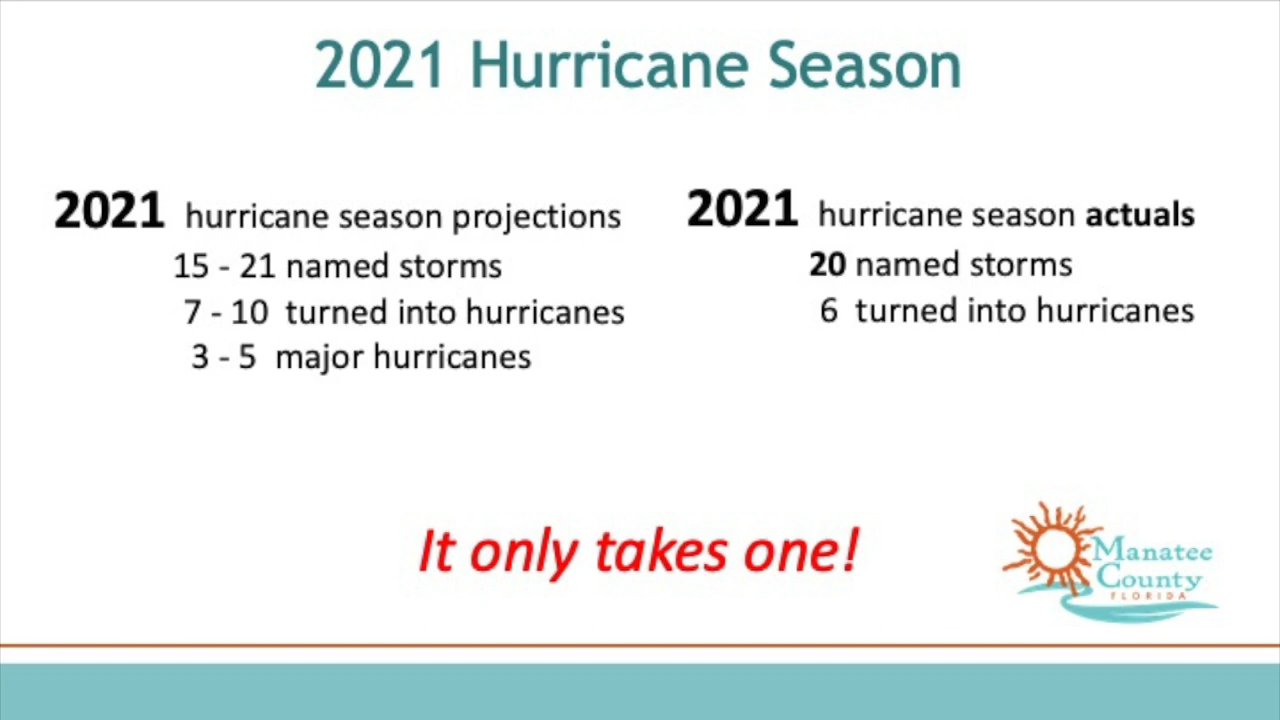 2021 Hurricane Season
2021 hurricane season projections
15 - 21 named storms
7 - 10 turned into hurricanes
3 - 5 major hurricanes
2021 hurricane season actuals
20 named storms
6 turned into hurricanes
It only takes one!
Manatee
County
FLORIDA